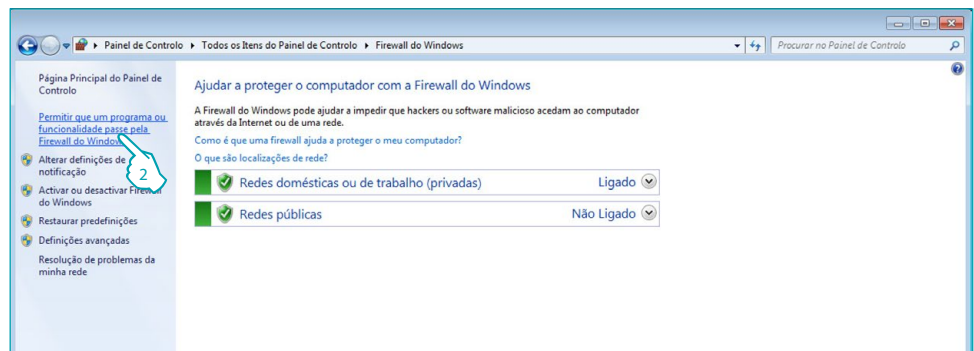 Painel de Controlo ▸ Todos os Itens do Painel de Controlo ▸ Firewall do Windows
Procurar no Painel de Controlo
Página Principal do Painel de
Controlo
Permitir que um programa ou
funcionalidade passe pela
Firewall do Windows
Alterar definições de
notificação
2
Activar ou desactivar Firewall
do Windows
Restaurar predefinições
Definições avançadas
Resolução de problemas da
minha rede
Ajudar a proteger o computador com a Firewall do Windows
A Firewall do Windows pode ajudar a impedir que hackers ou software malicioso acedam ao computador
através da Internet ou de uma rede.
Como é que uma firewall ajuda a proteger o meu computador?
O que são localizações de rede?
Redes domésticas ou de trabalho (privadas) Ligado
Redes públicas Não Ligado